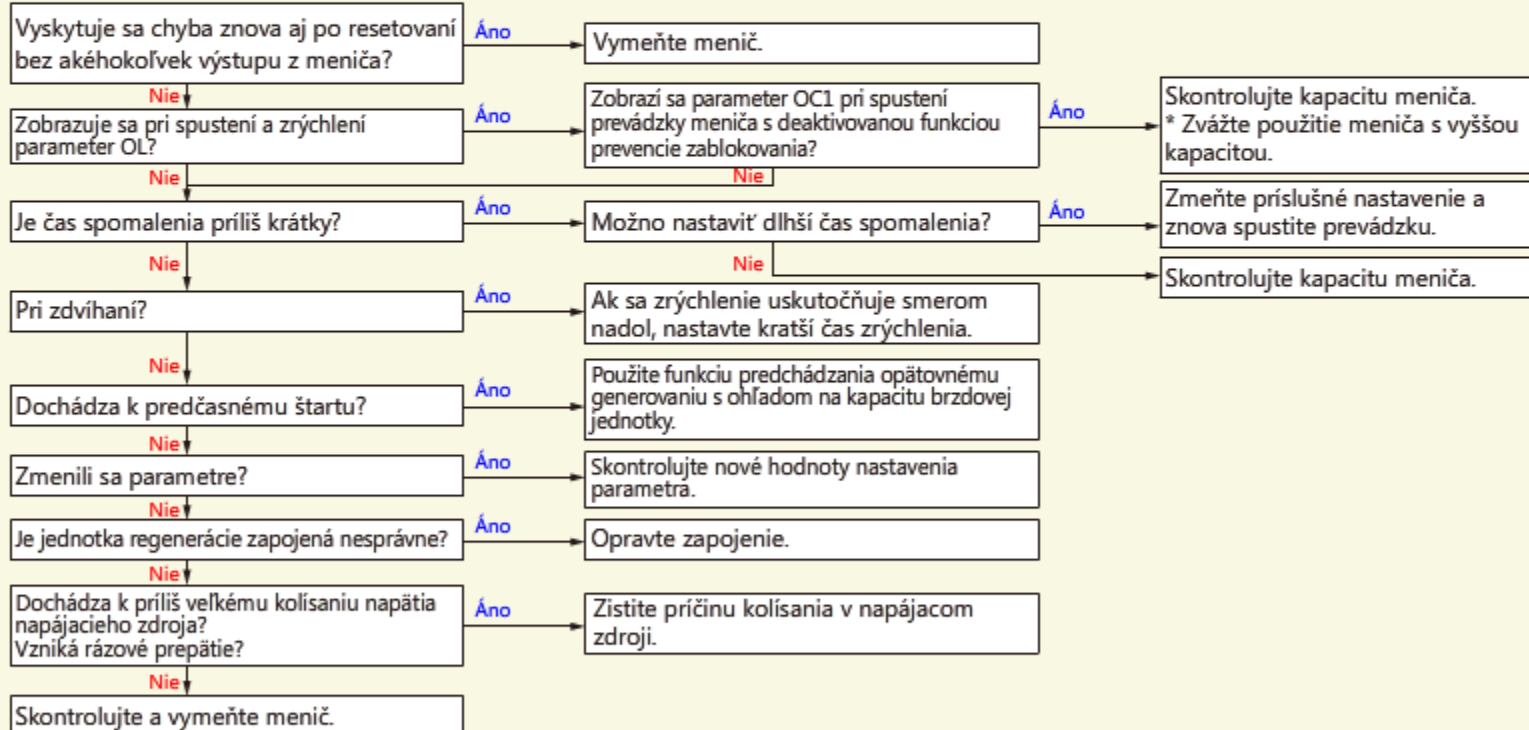 Vyskytuje sa chyba znova aj po resetovaní
bez akéhokoľvek výstupu z meniča?
Áno
Vymeňte menič.
Nie
Zobrazuje sa pri spustení a zrýchlení
parameter OL?
Áno
Zobrazí sa parameter OC1 pri spustení
prevádzky meniča s deaktivovanou funkciou
prevencie zablokovania?
Áno
Skontrolujte kapacitu meniča.
* Zvážte použitie meniča s vyššou
kapacitou.
Nie
Nie
Je čas spomalenia príliš krátky?
Áno
Možno nastaviť dlhší čas spomalenia?
Áno
Zmeňte príslušné nastavenie a
znova spustite prevádzku.
Nie
Nie
Skontrolujte kapacitu meniča.
Pri zdvíhaní?
Áno
Ak sa zrýchlenie uskutočňuje smerom
nadol, nastavte kratší čas zrýchlenia.
Nie
Dochádza k predčasnému štartu?
Áno
Použite funkciu predchádzania opätovnému
generovaniu s ohľadom na kapacitu brzdovej
jednotky.
Nie
Zmenili sa parametre?
Áno
Skontrolujte nové hodnoty nastavenia
parametra.
Nie
Je jednotka regenerácie zapojená nesprávne?
Áno
Opravte zapojenie.
Nie
Dochádza k príliš veľkému kolísaniu napätia
napájacieho zdroja?
Vzniká rázové prepätie?
Áno
Zistite príčinu kolísania v napájacom
zdroji.
Nie
Skontrolujte a vymeňte menič.